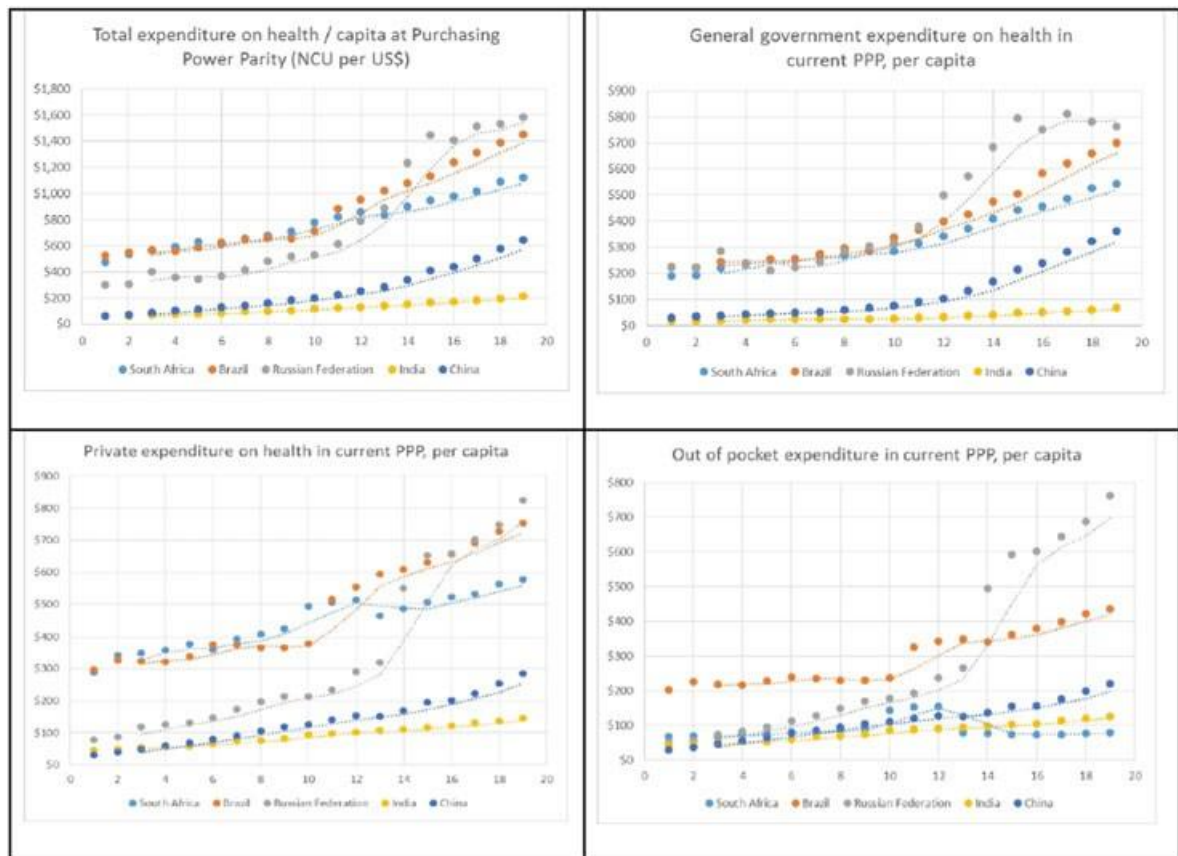 Total expenditure on health / capita at Purchasing
Power Parity (NCU per US$)
$1,800
$1,600
$1,400
$1,200
$1,000
$800
$600
$400
$200
$0
0 2 4 6 8 10 12 14 16 18 20
South Africa Brazil Russian Federation India China
General government expenditure on health in
current PPP, per capita
$900
$800
$700
$600
$500
$400
$300
$200
$100
$0
0 2 4 6 8 10 12 14 16 18 20
South Africa Brazil Russian Federation India China
Private expenditure on health in current PPP, per capita
$900
$800
$700
$600
$500
$400
$300
$200
$100
$0
0 2 4 6 8 10 12 14 16 18 20
South Africa Brazil Russian Federation India China
Out of pocket expenditure in current PPP, per capita
$800
$700
$600
$500
$400
$300
$200
$100
$0
0 2 4 6 8 10 12 14 16 18 20
South Africa Brazil Russian Federation India China